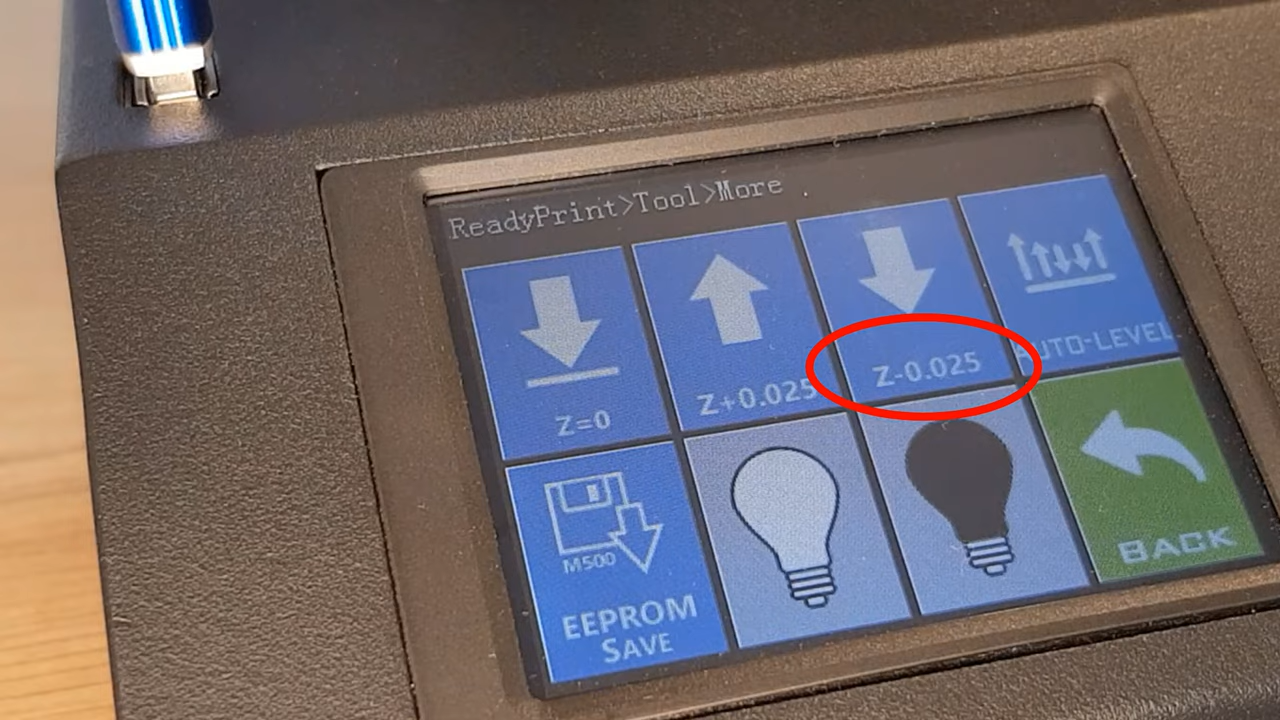 ReadyPrint>Tool>More
Z=0
Z+0.025
Z-0.025
AUTO-LEVEL
M500
EEPROM
SAVE
BACK